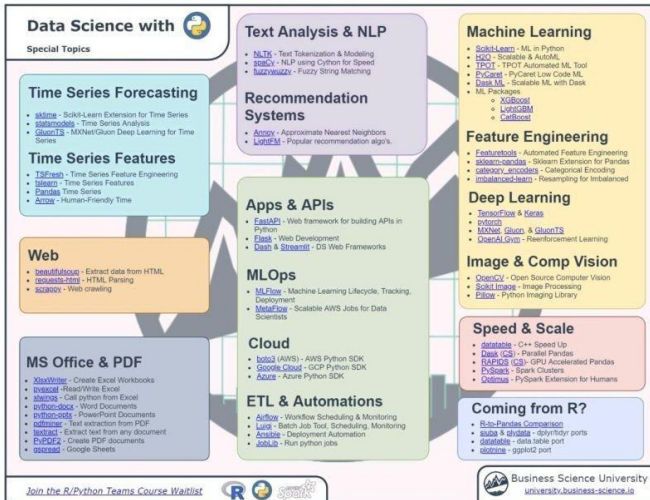 Data Science with
Special Topics
Time Series Forecasting
sktime - Scikit-Learn Extension for Time Series
statsmodels - Time Series Analysis
GluonTS - MXNet/Gluon Deep Learning for Time
Series
Time Series Features
TSFresh - Time Series Feature Engineering
tslearn - Time Series Features
Pandas Time Series
Arrow - Human-Friendly Time
Web
beautifulsoup - Extract data from HTML
requests-html - HTML Parsing
scrappy - Web crawling
MS Office & PDF
XlsxWriter - Create Excel Workbooks
pyexcel -Read/Write Excel
xlwings - Call python from Excel
python-docx - Word Documents
python-pptx - PowerPoint Documents
pdfminer - Text extraction from PDF
textract - Extract text from any document
PyPDF2 - Create PDF documents
gspread - Google Sheets
Text Analysis & NLP
NLTK - Text Tokenization & Modeling
spaCy - NLP using Cython for Speed
fuzzywuzzy - Fuzzy String Matching
Recommendation
Systems
Annoy - Approximate Nearest Neighbors
LightFM - Popular recommendation algo's.
Apps & APIs
FastAPI - Web framework for building APIs in
Python
Flask - Web Development
Dash & Streamlit - DS Web Frameworks
MLOps
MLFlow - Machine Learning Lifecycle, Tracking,
Deployment
MetaFlow - Scalable AWS Jobs for Data
Scientists
Cloud
boto3 (AWS) - AWS Python SDK
Google Cloud - GCP Python SDK
Azure - Azure Python SDK
ETL & Automations
Airflow - Workflow Scheduling & Monitoring
Luigi - Batch Job Tool, Scheduling, Monitoring
Ansible - Deployment Automation
JobLib - Run python jobs
Machine Learning
Scikit-Learn - ML in Python
H2O - Scalable & AutoML
TPOT - TPOT Automated ML Tool
PyCaret - PyCaret Low Code ML
Dask ML - Scalable ML with Dask
ML Packages
XGBoost
LightGBM
CatBoost
Feature Engineering
Featuretools - Automated Feature Engineering
sklearn-pandas - Sklearn Extension for Pandas
category_encoders - Categorical Encoding
imbalanced-learn - Resampling for Imbalanced
Deep Learning
TensorFlow & Keras
pytorch
MXNet, Gluon, & GluonTS
OpenAI Gym - Reenforcement Learning
Image & Comp Vision
OpenCV - Open Source Computer Vision
Scikit Image - Image Processing
Pillow - Python Imaging Library
Speed & Scale
datatable - C++ Speed Up
Dask (CS) - Parallel Pandas
RAPIDS (CS)- GPU Accelerated Pandas
PySpark - Spark Clusters
Optimus - PySpark Extension for Humans
Coming from R?
R-to-Pandas Comparison
siuba & plydata - dplyr/tidyr ports
datatable - data.table port
plotnine - ggplot2 port
Join the R/Python Teams Course Waitlist
R
Spark
Business Science University
university.business-science.io